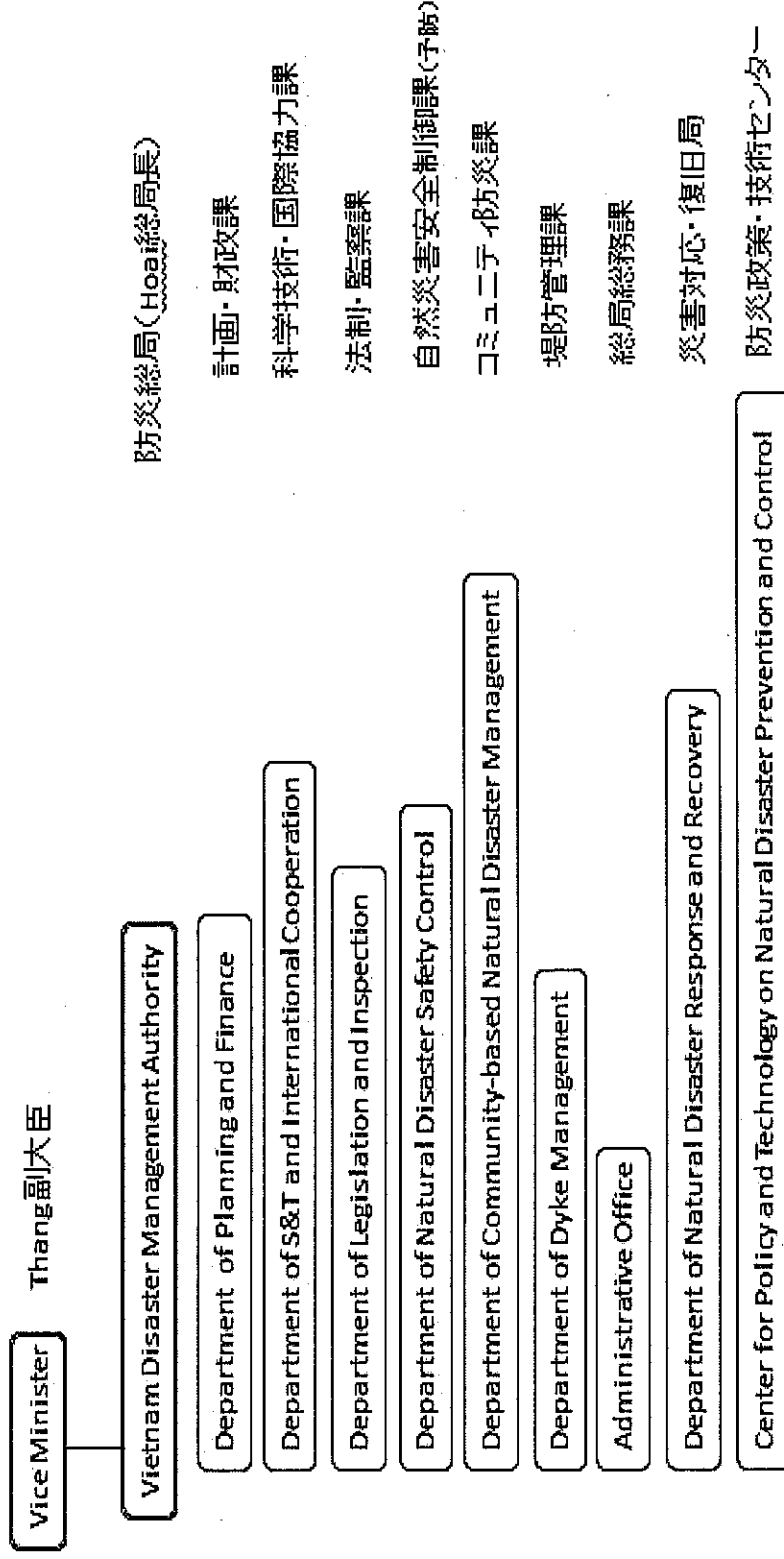 Vice Minister Thang副大臣
Vietnam Disaster Management Authority 防災総局(Hoai総局長)
Department of Planning and Finance 計画・財政課
Department of S&T and International Cooperation 科学技術・国際協力課
Department of Legislation and Inspection 法制・監察課
Department of Natural Disaster Safety Control 自然災害安全制御課(予防)
Department of Community-based Natural Disaster Management コミュニティ防災課
Department of Dyke Management 堤防管理課
Administrative Office 総局総務課
Department of Natural Disaster Response and Recovery 災害対応・復旧局
Center for Policy and Technology on Natural Disaster Prevention and Control 防災政策・技術センター